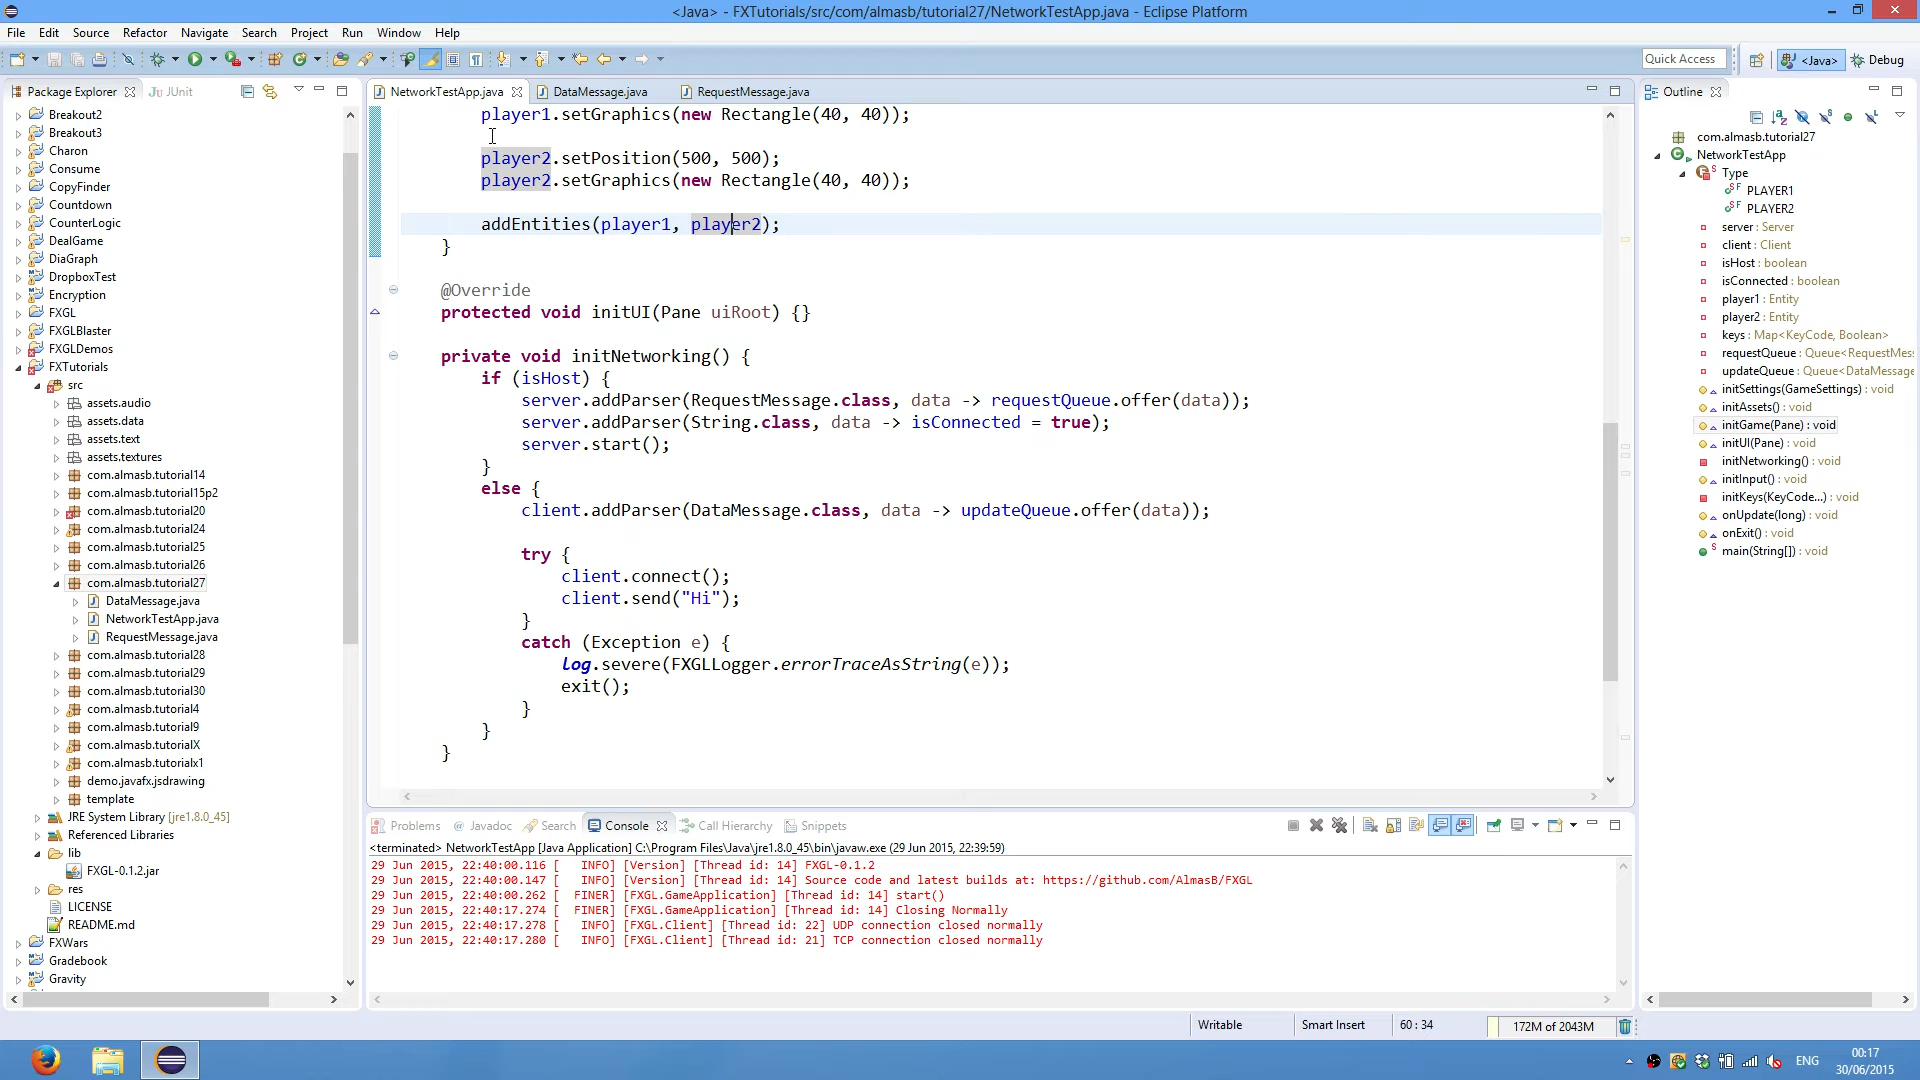 <Java> - FXTutorials/src/com/almasb/tutorial27/NetworkTestApp.java - Eclipse Platform
File Edit Source Refactor Navigate Search Project Run Window Help
Quick Access <Java> Debug
Package Explorer JUnit
Breakout2
Breakout3
Charon
Consume
CopyFinder
Countdown
CounterLogic
DealGame
DiaGraph
DropboxTest
Encryption
FXGL
FXGLBlaster
FXGLDemos
FXTutorials
src
assets.audio
assets.data
assets.text
assets.textures
com.almasb.tutorial14
com.almasb.tutorial15p2
com.almasb.tutorial20
com.almasb.tutorial24
com.almasb.tutorial25
com.almasb.tutorial26
com.almasb.tutorial27
DataMessage.java
NetworkTestApp.java
RequestMessage.java
com.almasb.tutorial28
com.almasb.tutorial29
com.almasb.tutorial30
com.almasb.tutorial4
com.almasb.tutorial9
com.almasb.tutorialX
com.almasb.tutorialx1
demo.javafx.jsdrawing
template
JRE System Library [jre1.8.0_45]
Referenced Libraries
lib
FXGL-0.1.2.jar
res
LICENSE
README.md
FXWars
Gradebook
Gravity
NetworkTestApp.java DataMessage.java RequestMessage.java
player1.setGraphics(new Rectangle(40, 40));
player2.setPosition(500, 500);
player2.setGraphics(new Rectangle(40, 40));
addEntities(player1, player2);
}
@Override
protected void initUI(Pane uiRoot) {}
private void initNetworking() {
if (isHost) {
server.addParser(RequestMessage.class, data -> requestQueue.offer(data));
server.addParser(String.class, data -> isConnected = true);
server.start();
}
else {
client.addParser(DataMessage.class, data -> updateQueue.offer(data));
try {
client.connect();
client.send("Hi");
}
catch (Exception e) {
log.severe(FXGLLogger.errorTraceAsString(e));
exit();
}
}
}
Problems Javadoc Search Console Call Hierarchy Snippets
<terminated> NetworkTestApp [Java Application] C:\Program Files\Java\jre1.8.0_45\bin\javaw.exe (29 Jun 2015, 22:39:59)
29 Jun 2015, 22:40:00.116 [ INFO] [Version] [Thread id: 14] FXGL-0.1.2
29 Jun 2015, 22:40:00.147 [ INFO] [Version] [Thread id: 14] Source code and latest builds at: https://github.com/AlmasB/FXGL
29 Jun 2015, 22:40:00.262 [ FINER] [FXGL.GameApplication] [Thread id: 14] start()
29 Jun 2015, 22:40:17.274 [ FINER] [FXGL.GameApplication] [Thread id: 14] Closing Normally
29 Jun 2015, 22:40:17.278 [ INFO] [FXGL.Client] [Thread id: 22] UDP connection closed normally
29 Jun 2015, 22:40:17.280 [ INFO] [FXGL.Client] [Thread id: 21] TCP connection closed normally
Outline
com.almasb.tutorial27
NetworkTestApp
Type
PLAYER1
PLAYER2
server : Server
client : Client
isHost : boolean
isConnected : boolean
player1 : Entity
player2 : Entity
keys : Map<KeyCode, Boolean>
requestQueue : Queue<RequestMes
updateQueue : Queue<DataMessage
initSettings(GameSettings) : void
initAssets() : void
initGame(Pane) : void
initUI(Pane) : void
initNetworking() : void
initInput() : void
initKeys(KeyCode...) : void
onUpdate(long) : void
onExit() : void
main(String[]) : void
Writable Smart Insert 60 : 34 172M of 2043M
ENG 00:17
30/06/2015